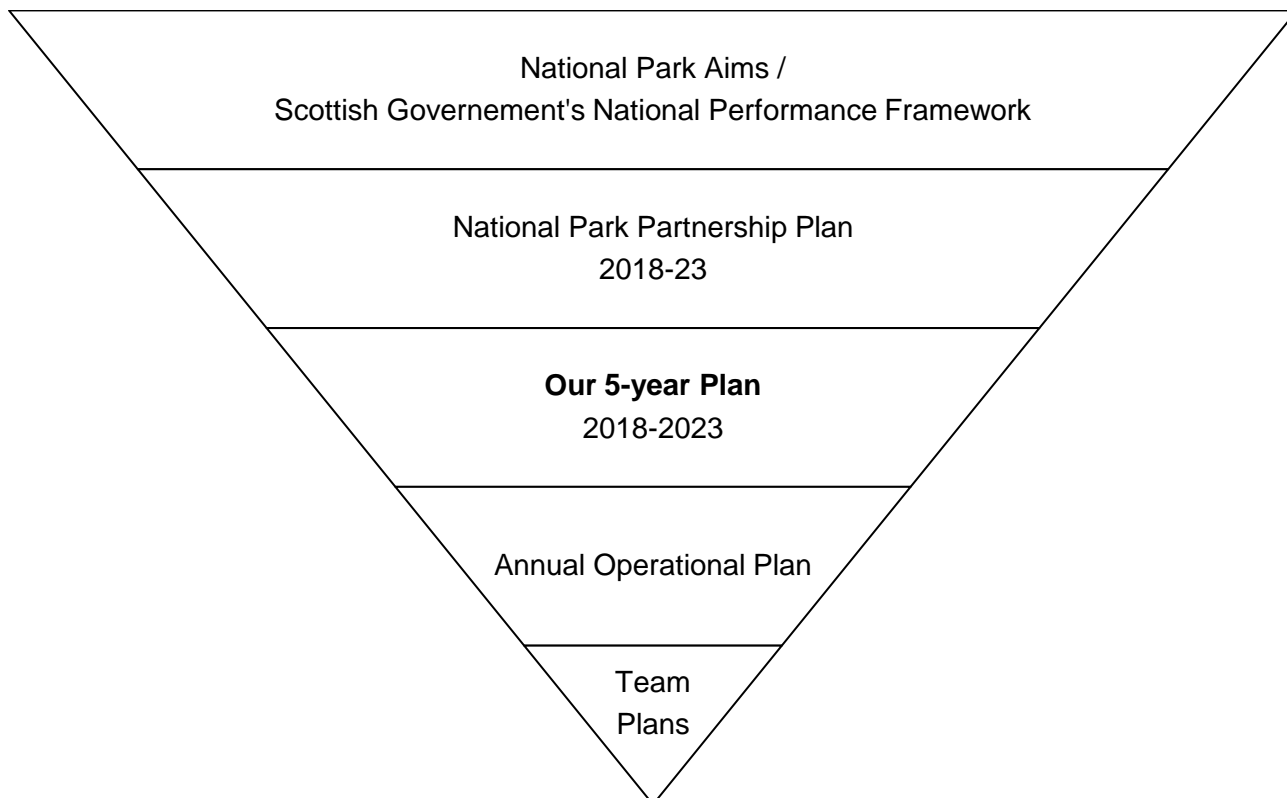 National Park Aims /
Scottish Governement's National Performance Framework
National Park Partnership Plan
2018-23
Our 5-year Plan
2018-2023
Annual Operational Plan
Team
Plans